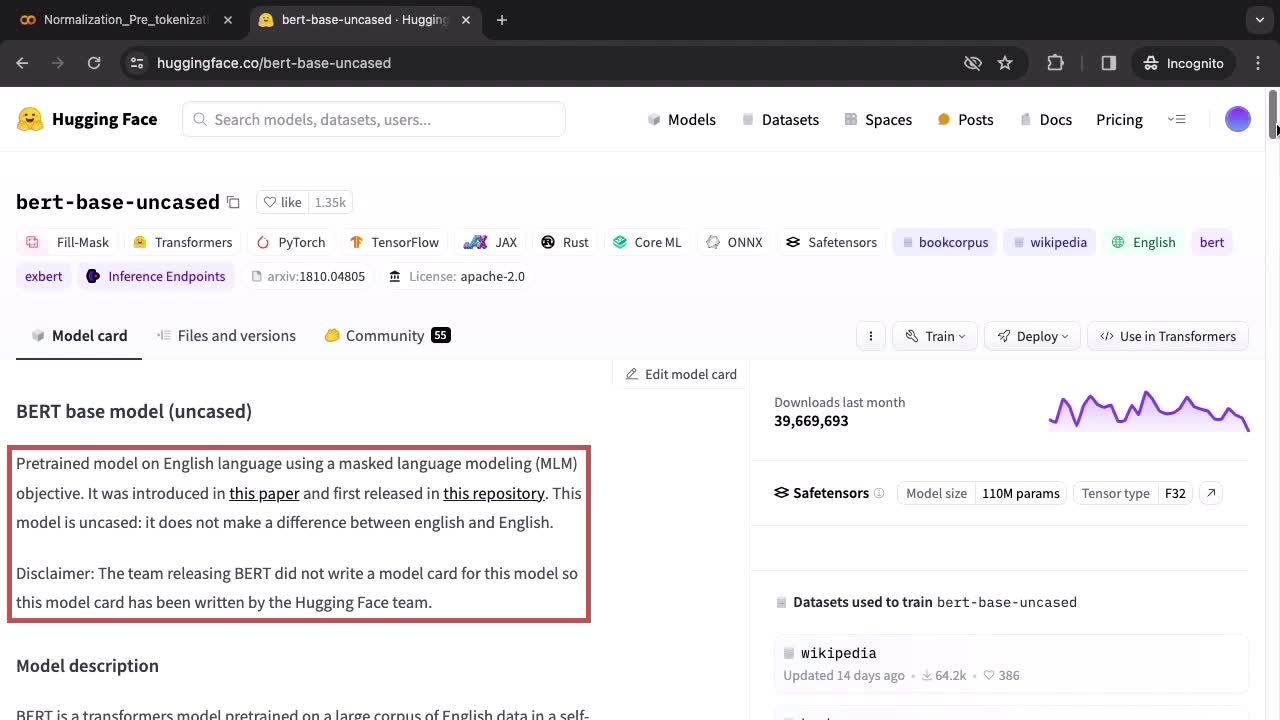 Normalization_Pre_tokenizati
bert-base-uncased · Hugging
huggingface.co/bert-base-uncased
Incognito
Hugging Face
Search models, datasets, users...
Models
Datasets
Spaces
Posts
Docs
Pricing
bert-base-uncased
like 1.35k
Fill-Mask Transformers PyTorch TensorFlow JAX Rust Core ML ONNX Safetensors bookcorpus wikipedia English bert
exbert Inference Endpoints arxiv:1810.04805 License: apache-2.0
Model card Files and versions Community 55
Train Deploy Use in Transformers
Edit model card
BERT base model (uncased)
Pretrained model on English language using a masked language modeling (MLM)
objective. It was introduced in this paper and first released in this repository. This
model is uncased: it does not make a difference between english and English.
Disclaimer: The team releasing BERT did not write a model card for this model so
this model card has been written by the Hugging Face team.
Model description
BERT is a transformers model pretrained on a large corpus of English data in a self-
Downloads last month
39,669,693
Safetensors Model size 110M params Tensor type F32
Datasets used to train bert-base-uncased
wikipedia
Updated 14 days ago • 64.2k • 386